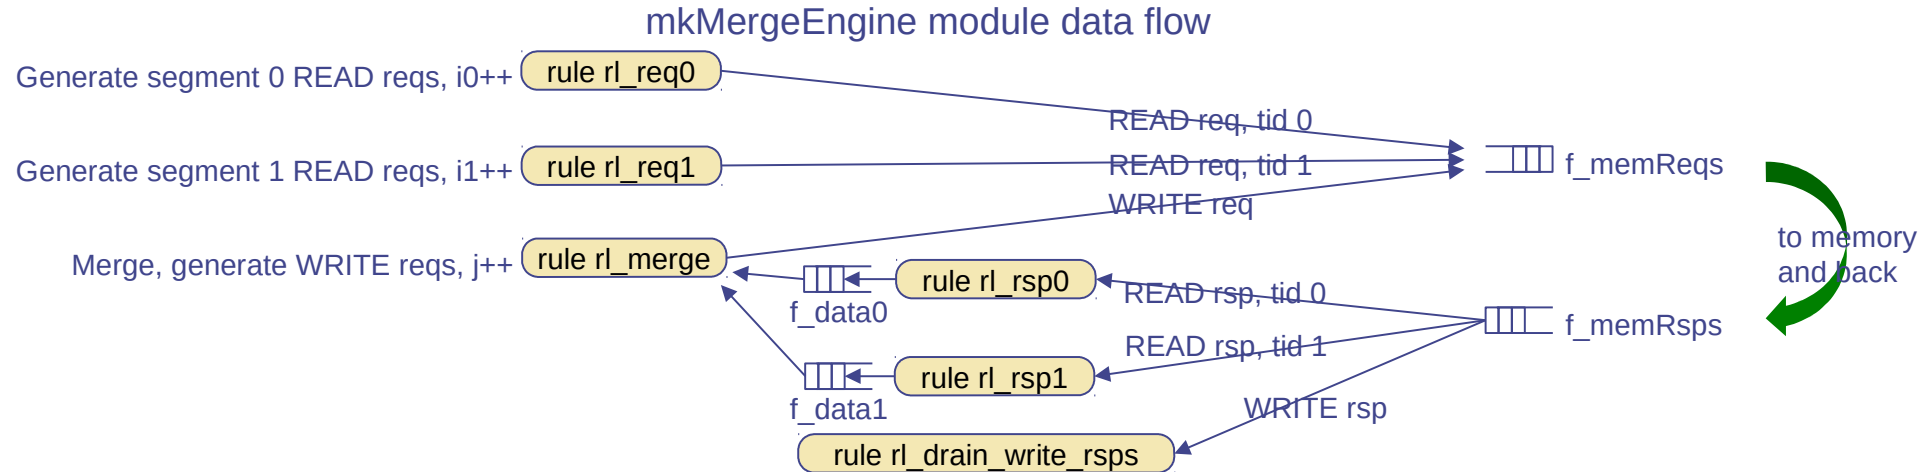 mkMergeEngine module data flow
Generate segment 0 READ reqs, i0++
rule rl_req0
READ req, tid 0
Generate segment 1 READ reqs, i1++
rule rl_req1
READ req, tid 1
f_memReqs
WRITE req
to memory
and back
Merge, generate WRITE reqs, j++
rule rl_merge
rule rl_rsp0
READ rsp, tid 0
f_data0
f_memRsps
READ rsp, tid 1
rule rl_rsp1
f_data1
WRITE rsp
rule rl_drain_write_rsps